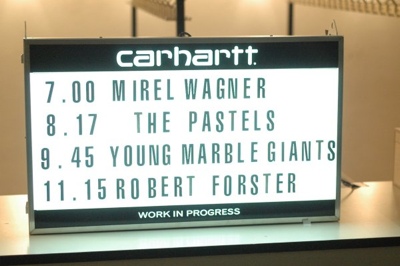 carhartt.
7.00 MIREL WAGNER
8.17 THE PASTELS
9.45 YOUNG MARBLE GIANTS
11.15 ROBERT FORSTER
WORK IN PROGRESS